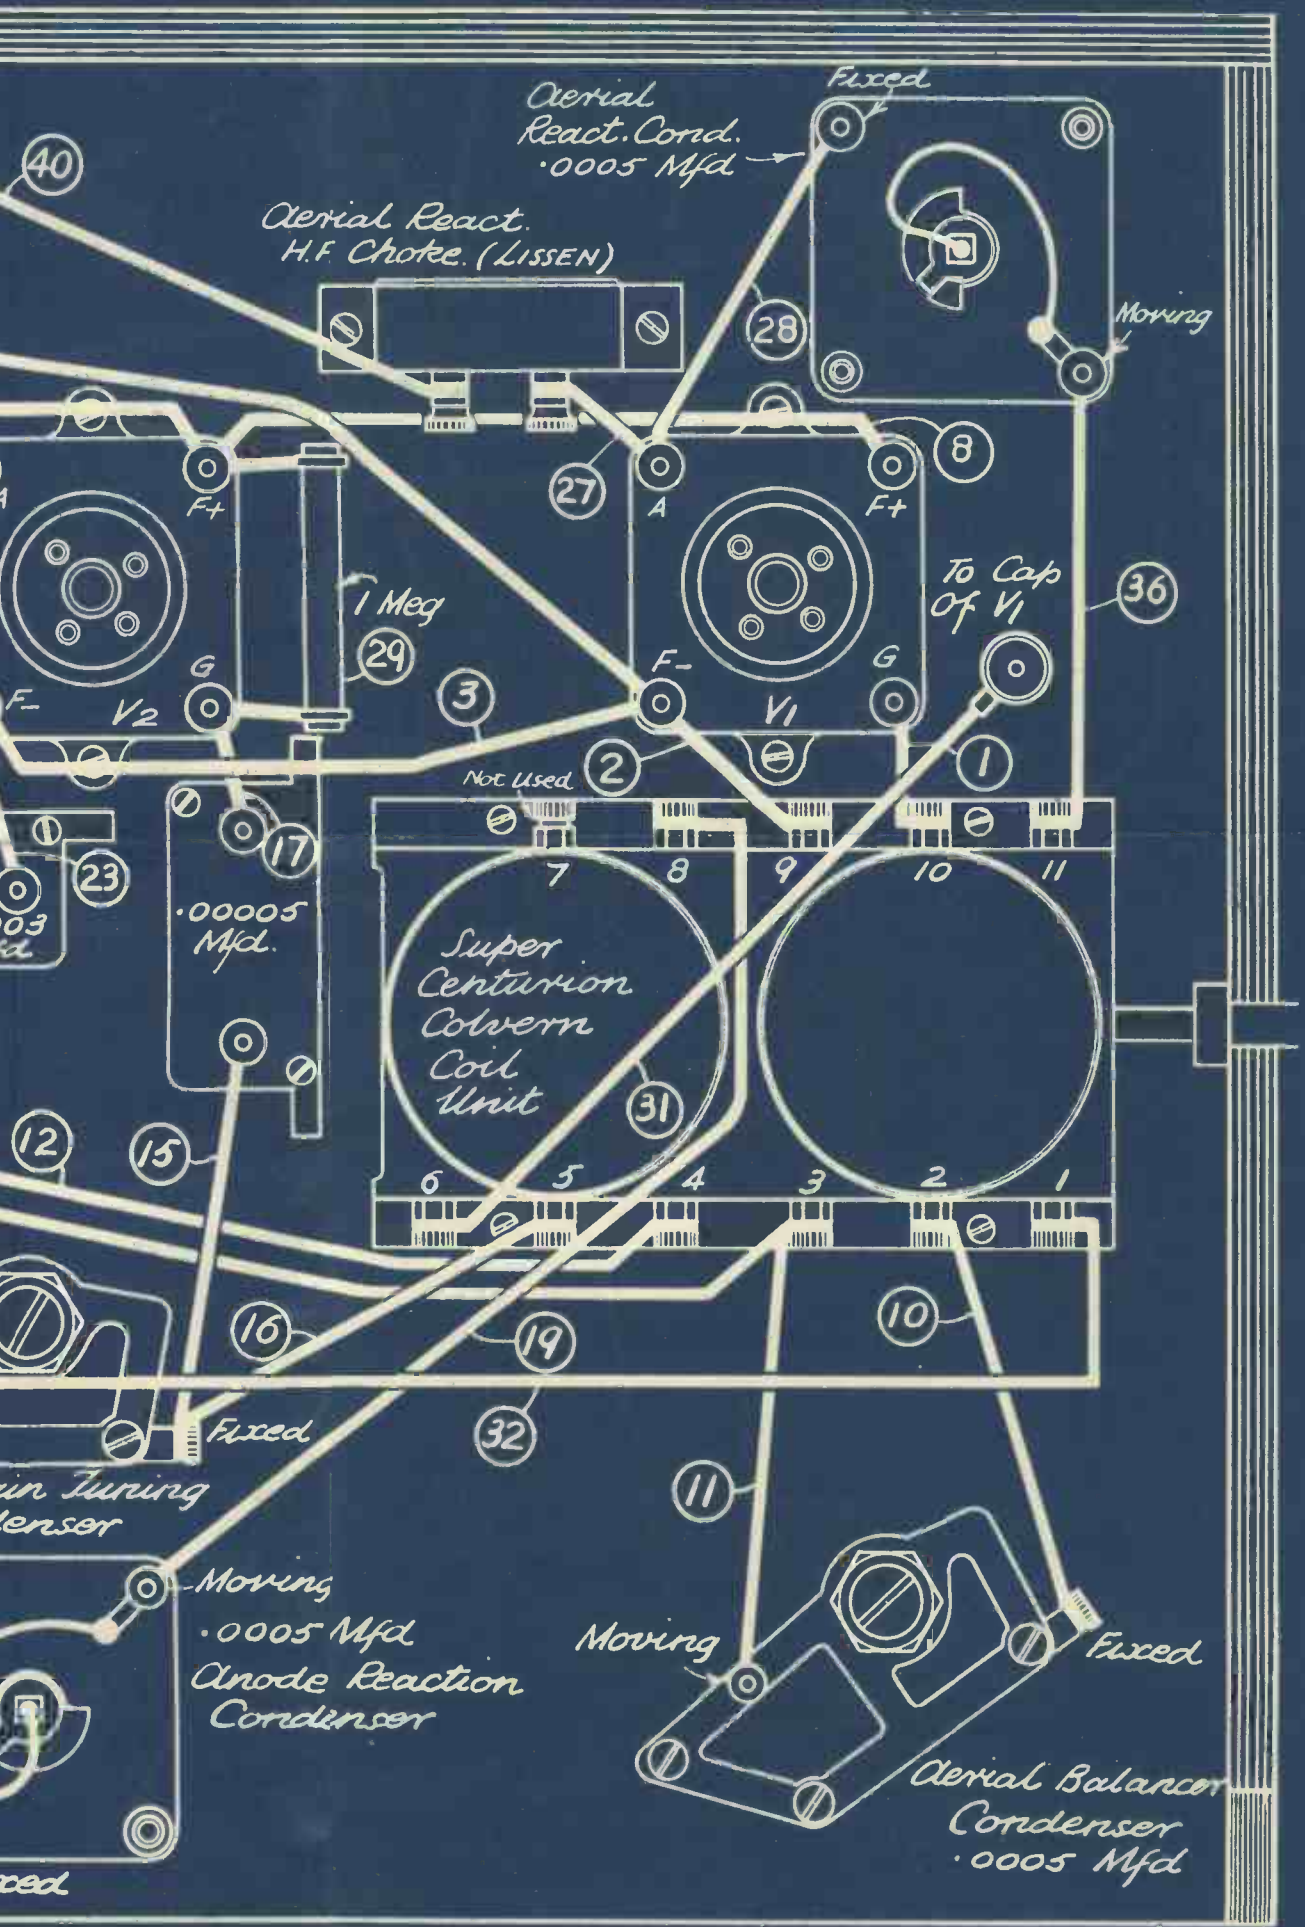 Fixed
Aerial
React. Cond.
.0005 Mfd
40
Aerial React.
H.F. Choke. (LISSEN)
28
Moving
8
27
A
F+
A
F+
To Cap
Of V1
36
1 Meg
29
G
F-
V2
3
F-
G
V1
2
1
Not Used
17
23
7
8
9
10
11
.00005
Mfd.
Super
Centurion
Colvern
Coil
Unit
31
12
15
6
5
4
3
2
1
16
19
10
32
Fixed
11
Tuning
Moving
.0005 Mfd
Anode Reaction
Condenser
Moving
Fixed
Aerial Balancer
Condenser
.0005 Mfd